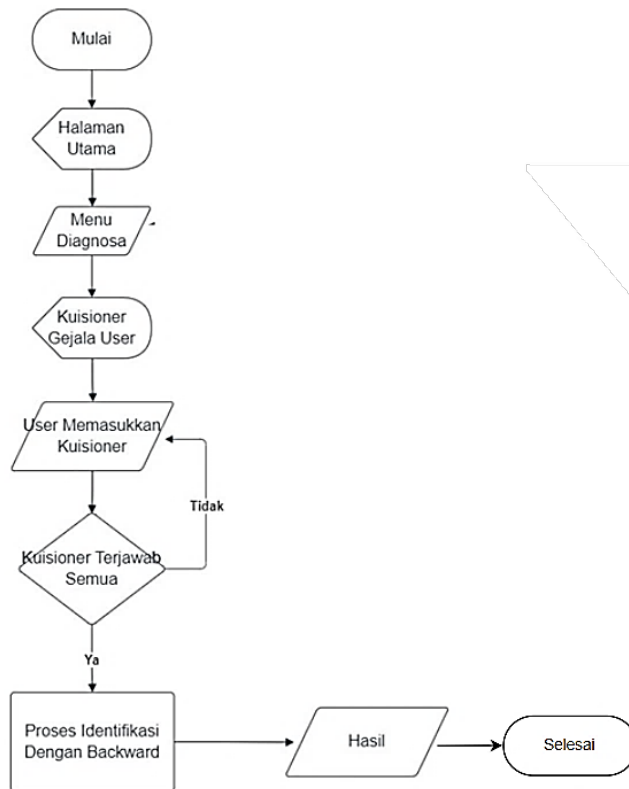 Mulai
Halaman
Utama
Menu
Diagnosa
Kuisioner
Gejala User
User Memasukkan
Kuisioner
Tidak
Kuisioner Terjawab
Semua
Ya
Proses Identifikasi
Dengan Backward
Hasil
Selesai